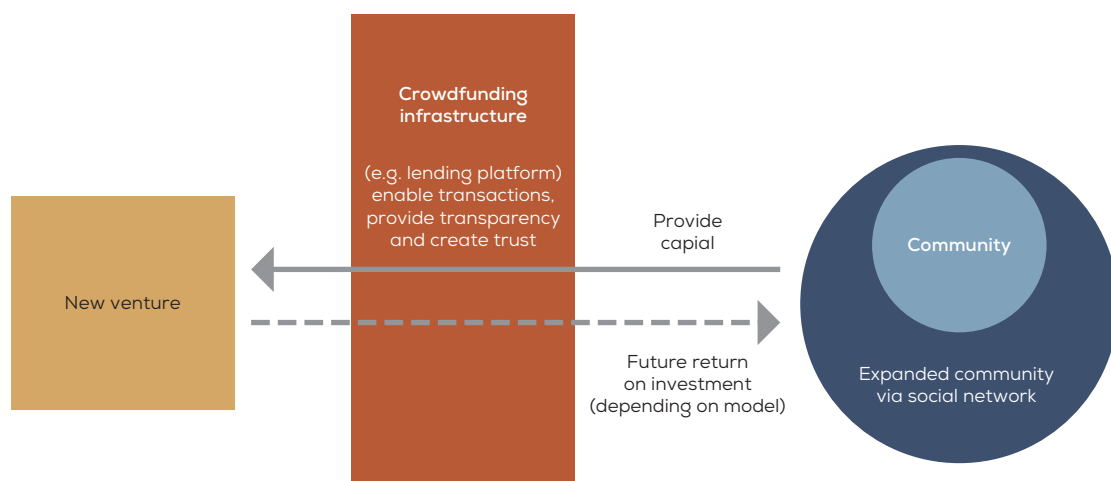 New venture
Crowdfunding
infrastructure
(e.g. lending platform)
enable transactions,
provide transparency
and create trust
Provide
capial
Future return
on investment
(depending on model)
Community
Expanded community
via social network